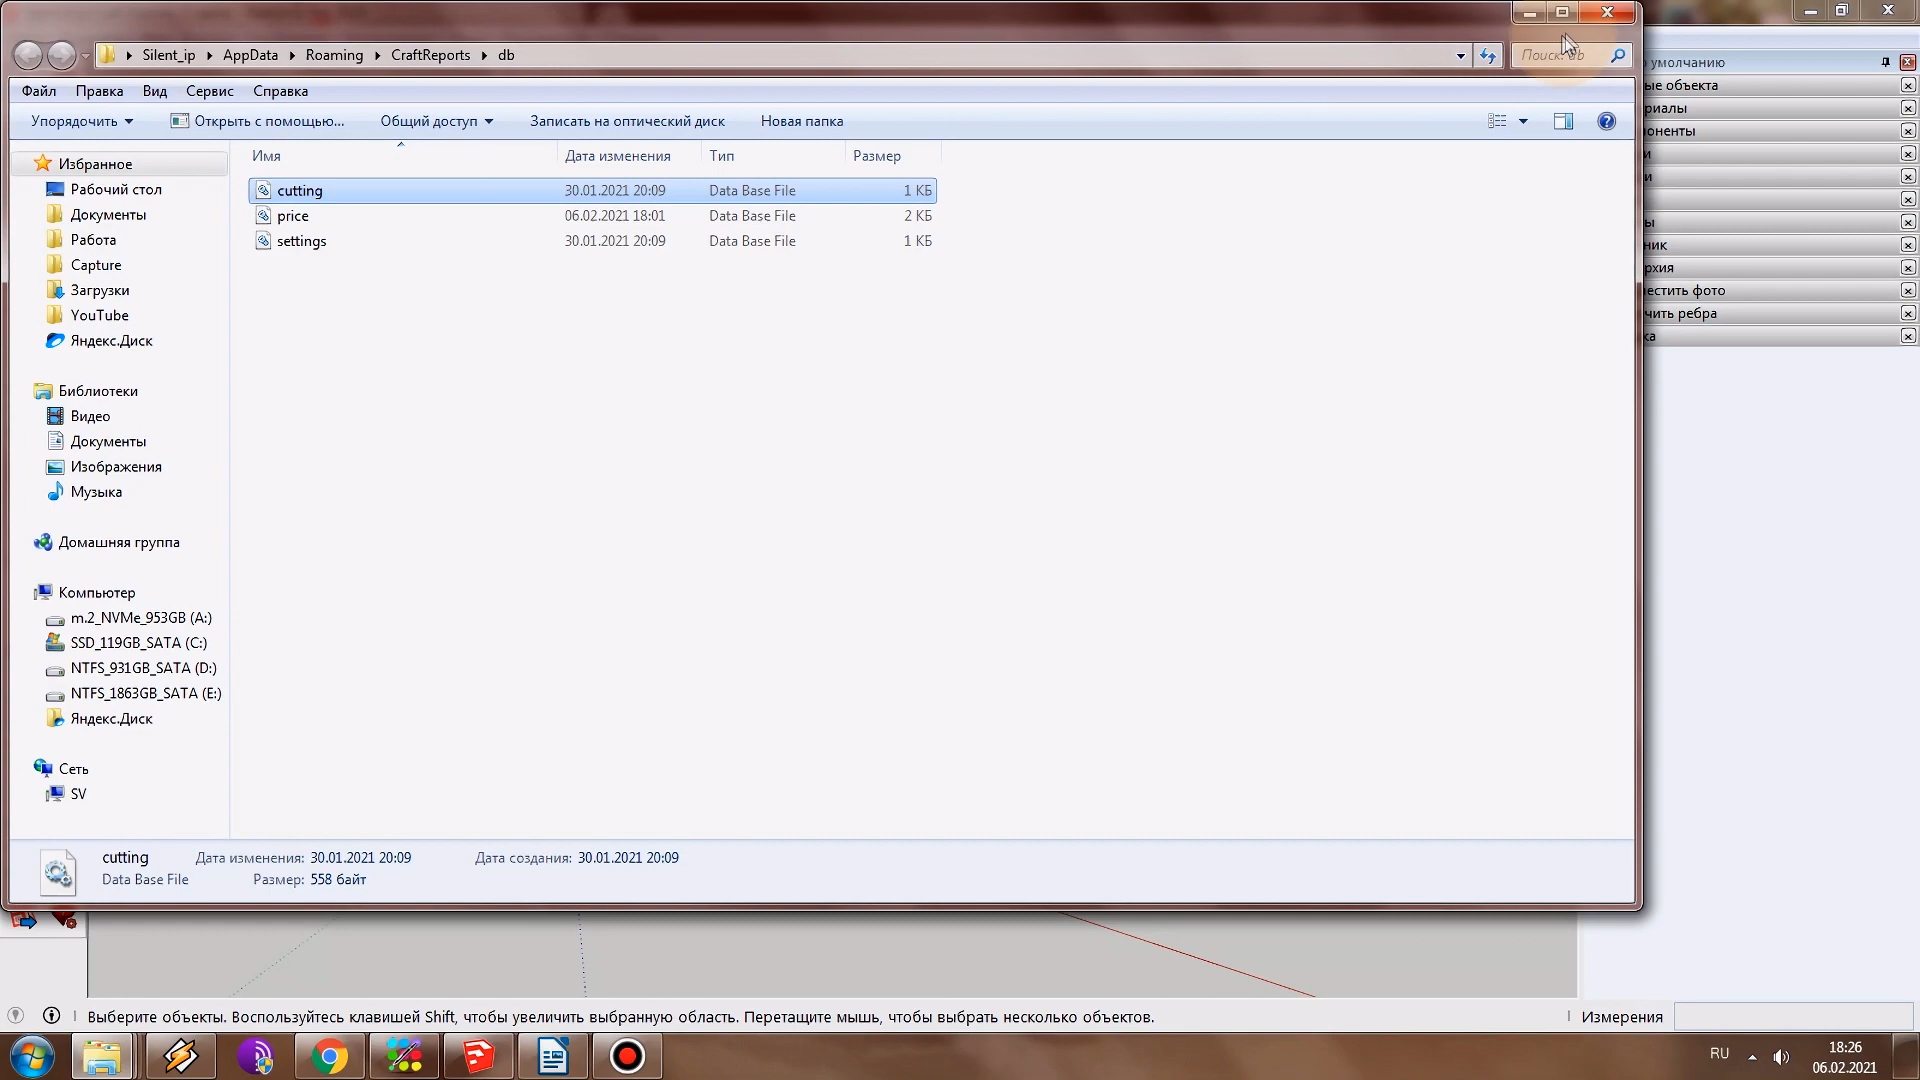 Silent_ip AppData Roaming CraftReports db
Поиск: db
Файл Правка Вид Сервис Справка
Упорядочить Открыть с помощью... Общий доступ Записать на оптический диск Новая папка
Имя Дата изменения Тип Размер
cutting 30.01.2021 20:09 Data Base File 1 КБ
price 06.02.2021 18:01 Data Base File 2 КБ
settings 30.01.2021 20:09 Data Base File 1 КБ
Избранное
Рабочий стол
Документы
Работа
Capture
Загрузки
YouTube
Яндекс.Диск
Библиотеки
Видео
Документы
Изображения
Музыка
Домашняя группа
Компьютер
m.2_NVMe_953GB (A:)
SSD_119GB_SATA (C:)
NTFS_931GB_SATA (D:)
NTFS_1863GB_SATA (E:)
Яндекс.Диск
Сеть
SV
cutting Дата изменения: 30.01.2021 20:09 Дата создания: 30.01.2021 20:09
Data Base File Размер: 558 байт
умолчанию
ые объекта
риалы
оненты
и
и
ы
ник
рхия
естить фото
чить ребра
ка
Выберите объекты. Воспользуйтесь клавишей Shift, чтобы увеличить выбранную область. Перетащите мышь, чтобы выбрать несколько объектов.
Измерения
RU
18:26
06.02.2021